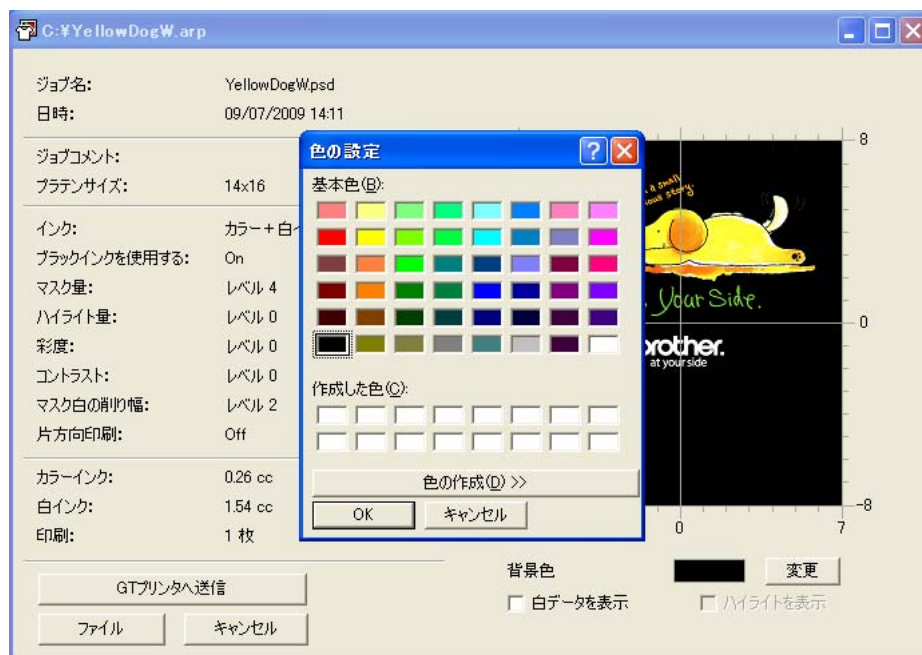 C:¥YellowDogW.arp
ジョブ名: YellowDogW.psd
日時: 09/07/2009 14:11
ジョブコメント:
プラテンサイズ: 14x16
インク: カラー+白
ブラックインクを使用する: On
マスク量: レベル 4
ハイライト量: レベル 0
彩度: レベル 0
コントラスト: レベル 0
マスク白の削り幅: レベル 2
片方向印刷: Off
カラーインク: 0.26 cc
白インク: 1.54 cc
印刷: 1 枚
GTプリンタへ送信
ファイル キャンセル
色の設定
基本色(B):
作成した色(C):
色の作成(D) >>
OK キャンセル
8
a small
ious story.
Your Side.
0
brother.
at your side
-8
0 7
背景色 変更
白データを表示 ハイライトを表示